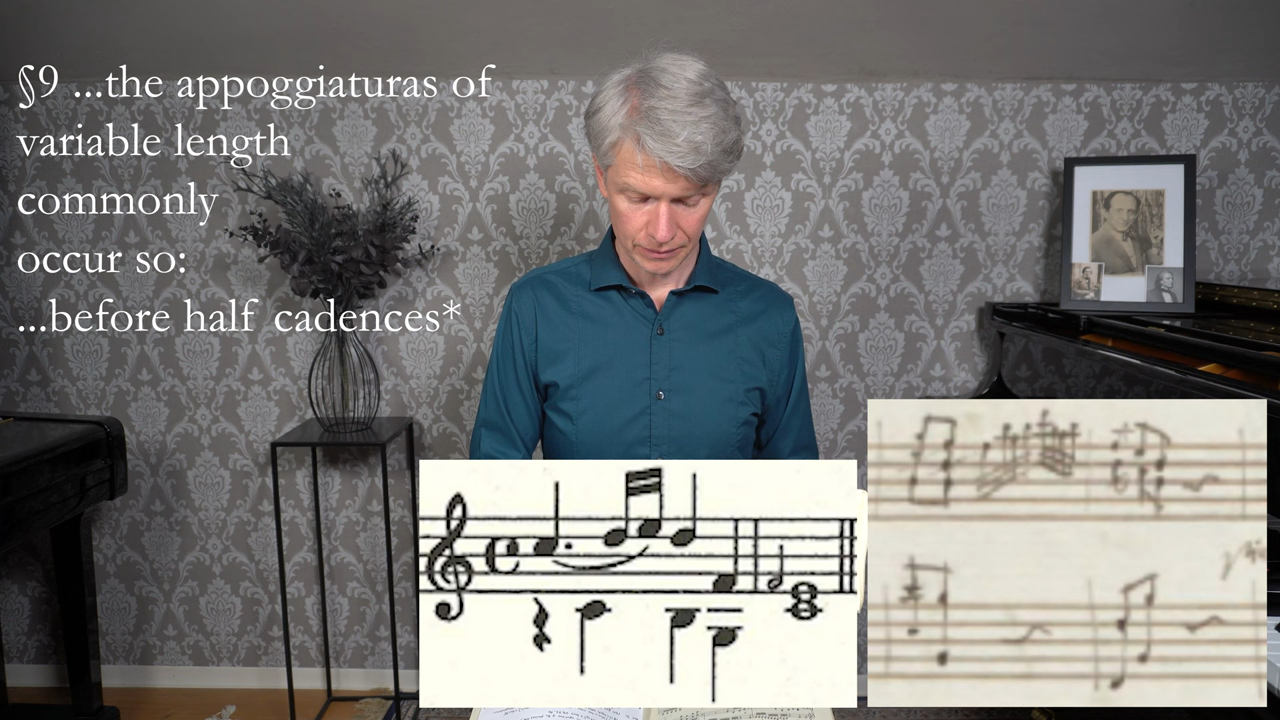 §9 ...the appoggiaturas of
variable length
commonly
occur so:
...before half cadences*